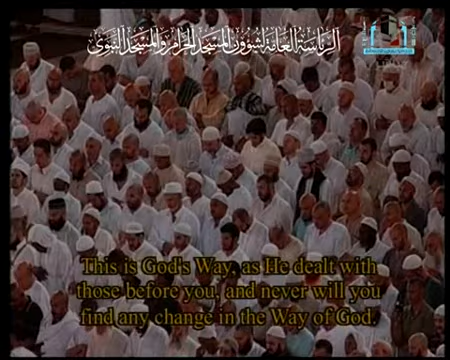 الرئاسة العامة لشؤون المسجد الحرام والمسجد النبوي
This is God's Way, as He dealt with
those before you, and never will you
find any change in the Way of God.